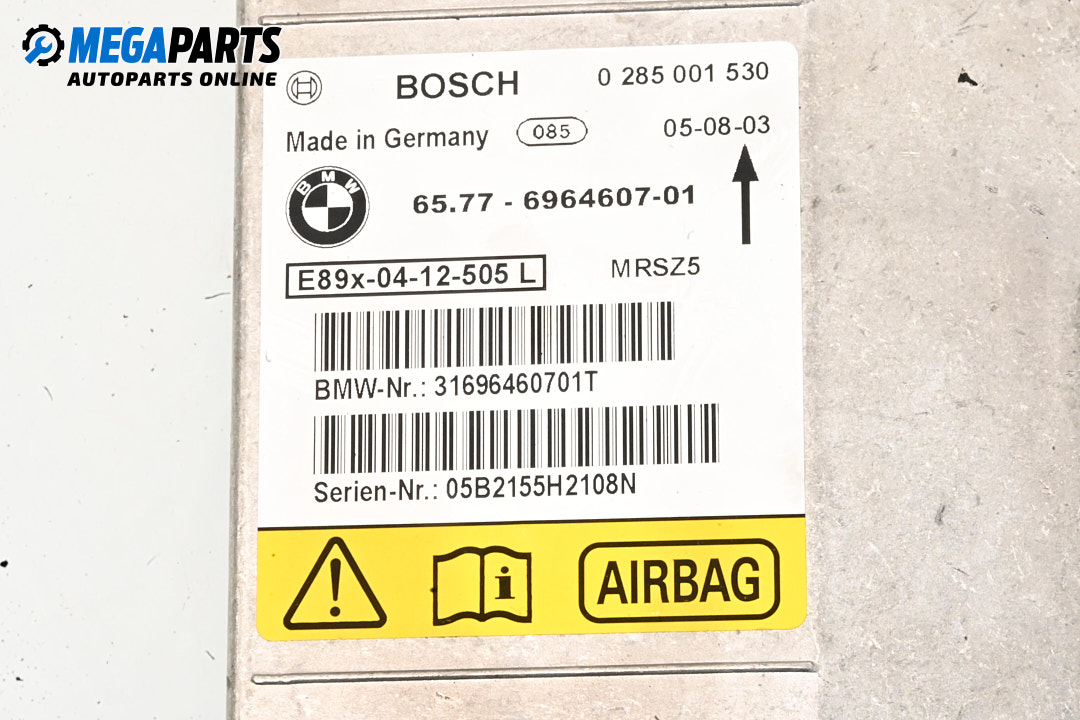 MEGAPARTS
AUTOPARTS ONLINE
BOSCH 0 285 001 530
Made in Germany 085 05-08-03
BMW 65.77 - 6964607-01
E89x-04-12-505 L MRSZ5
BMW-Nr.: 31696460701T
Serien-Nr.: 05B2155H2108N
AIRBAG